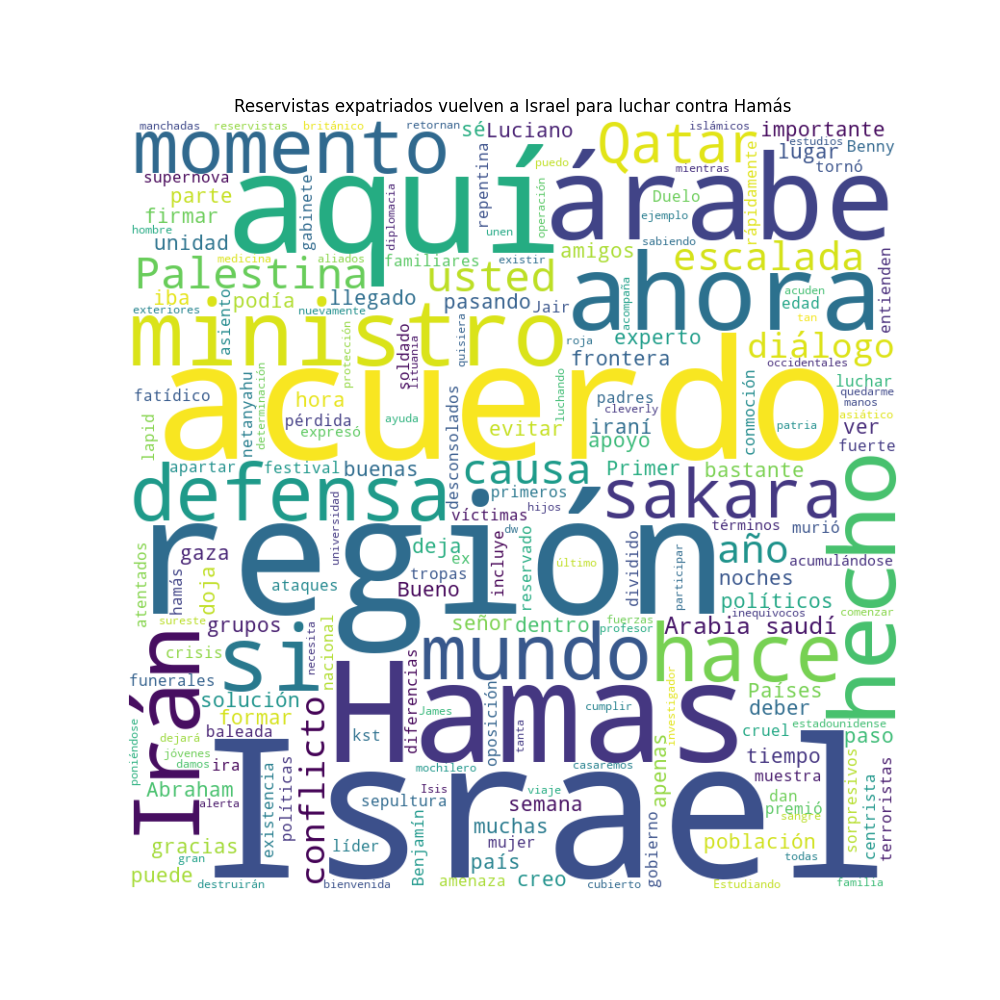 Reservistas expatriados vuelven a Israel para luchar contra Hamás
manchadas reservistas británico retornan sé Luciano islámicos importante
momento Qatar estudios lugar Benny
supernova aquí árabe tornó
parte gabinete diplomacia repentina puedo operación mientras Duelo rápidamente
firmar ejemplo
hombre unidad unen sabiendo entienden
medicina aliados familiares existir amigos escalada
Palestina usted ahora acompaña acuden
iba podía nuevamente llegado pasando Jair edad
exteriores asiento ministro quisiera roja experto tan
protección soldado lituania frontera diálogo
acuerdo occidentales
fatídico netanyahu determinación hora luchando padres cleverly conmoción luchar quedarme
lapid pérdida ayuda evitar iraní patria ver manos asiático
expresó apoyo fuerte
apartar festival buenas desconsolados causa Primer bastante
defensa primeros sakara hecho
universidad víctimas hijos términos murió
región dw dividido año acumulándose
atentados gaza deja ex incluye reservado último participar
hamás doja ataques tropas Bueno noches
políticos
sureste grupos señor dentro fuerzas profesor inequívocos comenzar
necesita nacional Arabia saudí
crisis si mundo hace
Irán funerales diferencias oposición investigador Países
solución Hamas cumplir deber estadounidense
poniéndose formar James
dejará baleada conflicto kst tanta cruel paso
jóvenes damos ira mochilero casaremos apenas tiempo
Abraham existencia políticas Israel Isis viaje muestra sorpresivos centrista terroristas
alerta sepultura semana dan premió
sangre
líder Benjamín muchas mujer gobierno población
gracias todas
gran país
puede destruirán bienvenida amenaza creo cubierto Estudiando familia